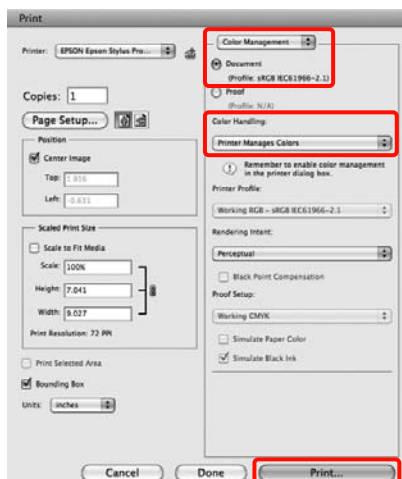 Print
Printer: EPSON Epson Stylus Pro...
Copies: 1
Page Setup...
Position
Center Image
Top: 1.936
Left: -0.631
Scaled Print Size
Scale to Fit Media
Scale: 100%
Height: 7.041
Width: 9.027
Print Resolution: 72 PPI
Print Selected Area
Bounding Box
Units: inches
Color Management
Document
(Profile: sRGB IEC61966-2.1)
Proof
(Profile: N/A)
Color Handling:
Printer Manages Colors
Remember to enable color management
in the printer dialog box.
Printer Profile:
Working RGB - sRGB IEC61966-2.1
Rendering Intent:
Perceptual
Black Point Compensation
Proof Setup:
Working CMYK
Simulate Paper Color
Simulate Black Ink
Cancel
Done
Print...